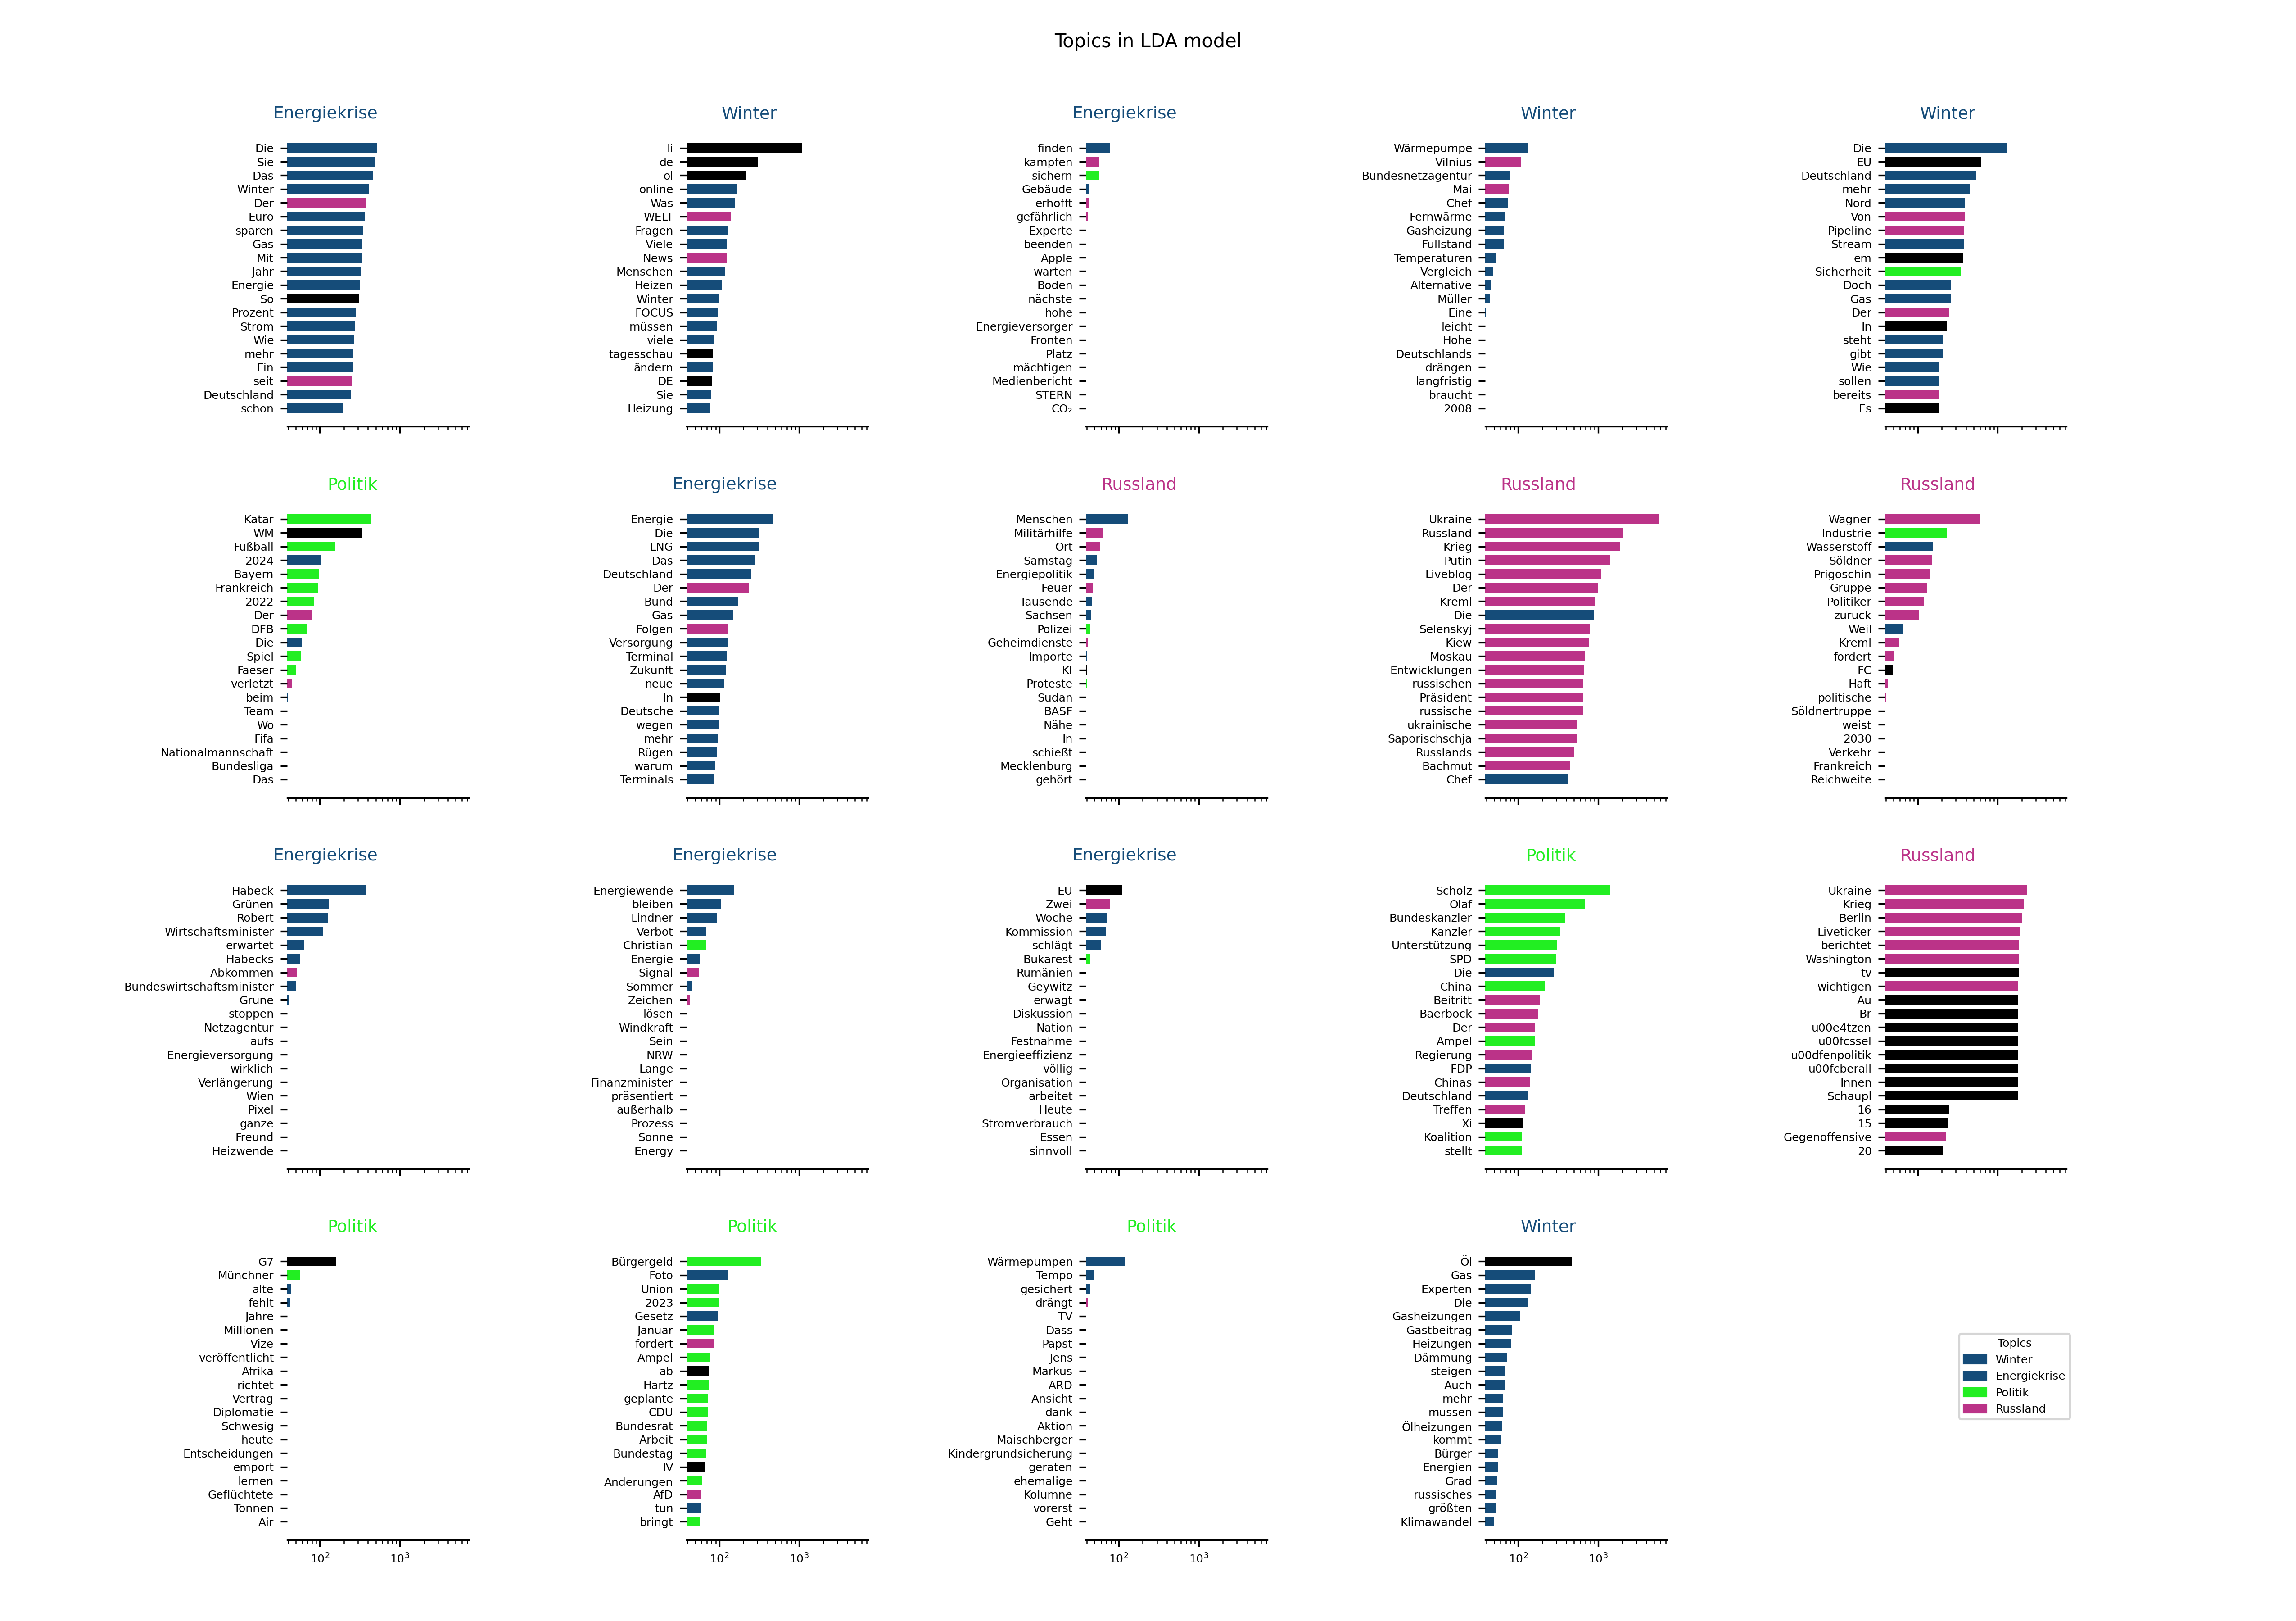 Topics in LDA model
Energiekrise
Die
Sie
Das
Winter
Der
Euro
sparen
Gas
Mit
Jahr
Energie
So
Prozent
Strom
Wie
mehr
Ein
seit
Deutschland
schon
Winter
li
de
ol
online
Was
WELT
Fragen
Viele
News
Menschen
Heizen
Winter
FOCUS
müssen
viele
tagesschau
ändern
DE
Sie
Heizung
Energiekrise
finden
kämpfen
sichern
Gebäude
erhofft
gefährlich
Experte
beenden
Apple
warten
Boden
nächste
hohe
Energieversorger
Fronten
Platz
mächtigen
Medienbericht
STERN
CO₂
Winter
Wärmepumpe
Vilnius
Bundesnetzagentur
Mai
Chef
Fernwärme
Gasheizung
Füllstand
Temperaturen
Vergleich
Alternative
Müller
Eine
leicht
Hohe
Deutschlands
drängen
langfristig
braucht
2008
Winter
Die
EU
Deutschland
mehr
Nord
Von
Pipeline
Stream
em
Sicherheit
Doch
Gas
Der
In
steht
gibt
Wie
sollen
bereits
Es
Politik
Katar
WM
Fußball
2024
Bayern
Frankreich
2022
Der
DFB
Die
Spiel
Faeser
verletzt
beim
Team
Wo
Fifa
Nationalmannschaft
Bundesliga
Das
Energiekrise
Energie
Die
LNG
Das
Deutschland
Der
Bund
Gas
Folgen
Versorgung
Terminal
Zukunft
neue
In
Deutsche
wegen
mehr
Rügen
warum
Terminals
Russland
Menschen
Militärhilfe
Ort
Samstag
Energiepolitik
Feuer
Tausende
Sachsen
Polizei
Geheimdienste
Importe
KI
Proteste
Sudan
BASF
Nähe
In
schießt
Mecklenburg
gehört
Russland
Ukraine
Russland
Krieg
Putin
Liveblog
Der
Kreml
Die
Selenskyj
Kiew
Moskau
Entwicklungen
russischen
Präsident
russische
ukrainische
Saporischschja
Russlands
Bachmut
Chef
Russland
Wagner
Industrie
Wasserstoff
Söldner
Prigoschin
Gruppe
Politiker
zurück
Weil
Kreml
fordert
FC
Haft
politische
Söldnertruppe
weist
2030
Verkehr
Frankreich
Reichweite
Energiekrise
Habeck
Grünen
Robert
Wirtschaftsminister
erwartet
Habecks
Abkommen
Bundeswirtschaftsminister
Grüne
stoppen
Netzagentur
aufs
Energieversorgung
wirklich
Verlängerung
Wien
Pixel
ganze
Freund
Heizwende
Energiekrise
Energiewende
bleiben
Lindner
Verbot
Christian
Energie
Signal
Sommer
Zeichen
lösen
Windkraft
Sein
NRW
Lange
Finanzminister
präsentiert
außerhalb
Prozess
Sonne
Energy
Energiekrise
EU
Zwei
Woche
Kommission
schlägt
Bukarest
Rumänien
Geywitz
erwägt
Diskussion
Nation
Festnahme
Energieeffizienz
völlig
Organisation
arbeitet
Heute
Stromverbrauch
Essen
sinnvoll
Politik
Scholz
Olaf
Bundeskanzler
Kanzler
Unterstützung
SPD
Die
China
Beitritt
Baerbock
Der
Ampel
Regierung
FDP
Chinas
Deutschland
Treffen
Xi
Koalition
stellt
Russland
Ukraine
Krieg
Berlin
Liveticker
berichtet
Washington
tv
wichtigen
Au
Br
u00e4tzen
u00fcssel
u00dfenpolitik
u00fcberall
Innen
Schaupl
16
15
Gegenoffensive
20
Politik
G7
Münchner
alte
fehlt
Jahre
Millionen
Vize
veröffentlicht
Afrika
richtet
Vertrag
Diplomatie
Schwesig
heute
Entscheidungen
empört
lernen
Geflüchtete
Tonnen
Air
10²
10³
Politik
Bürgergeld
Foto
Union
2023
Gesetz
Januar
fordert
Ampel
ab
Hartz
geplante
CDU
Bundesrat
Arbeit
Bundestag
IV
Änderungen
AfD
tun
bringt
10²
10³
Politik
Wärmepumpen
Tempo
gesichert
drängt
TV
Dass
Papst
Jens
Markus
ARD
Ansicht
dank
Aktion
Maischberger
Kindergrundsicherung
geraten
ehemalige
Kolumne
vorerst
Geht
10²
10³
Winter
Öl
Gas
Experten
Die
Gasheizungen
Gastbeitrag
Heizungen
Dämmung
steigen
Auch
mehr
müssen
Ölheizungen
kommt
Bürger
Energien
Grad
russisches
größten
Klimawandel
10²
10³
Topics
Winter
Energiekrise
Politik
Russland